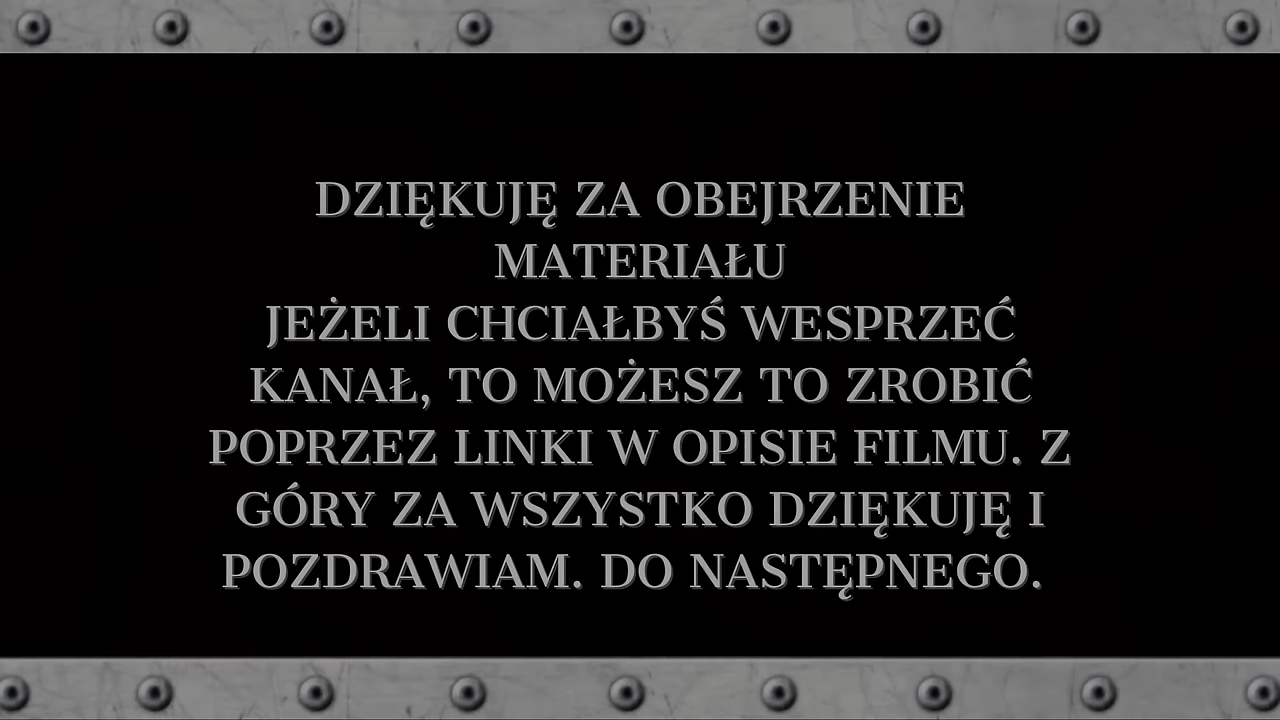 DZIĘKUJĘ ZA OBEJRZENIE
MATERIAŁU
JEŻELI CHCIAŁBYŚ WESPRZEĆ
KANAŁ, TO MOŻESZ TO ZROBIĆ
POPRZEZ LINKI W OPISIE FILMU. Z
GÓRY ZA WSZYSTKO DZIĘKUJĘ I
POZDRAWIAM. DO NASTĘPNEGO.